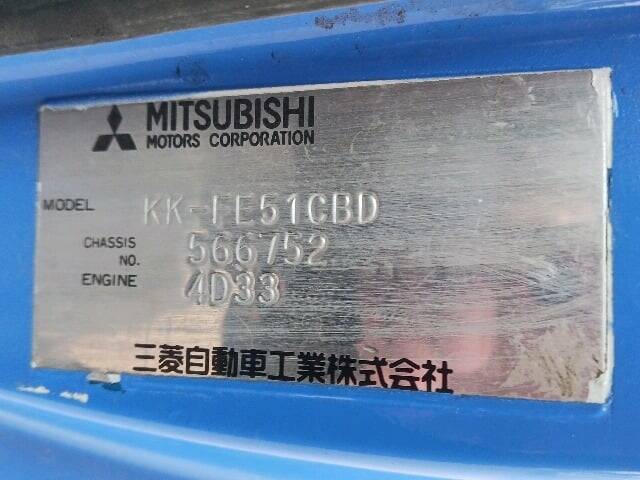 MITSUBISHI
MOTORS CORPORATION
MODEL KK-FE51CBD
CHASSIS NO. 566752
ENGINE 4D33
三菱自動車工業株式会社